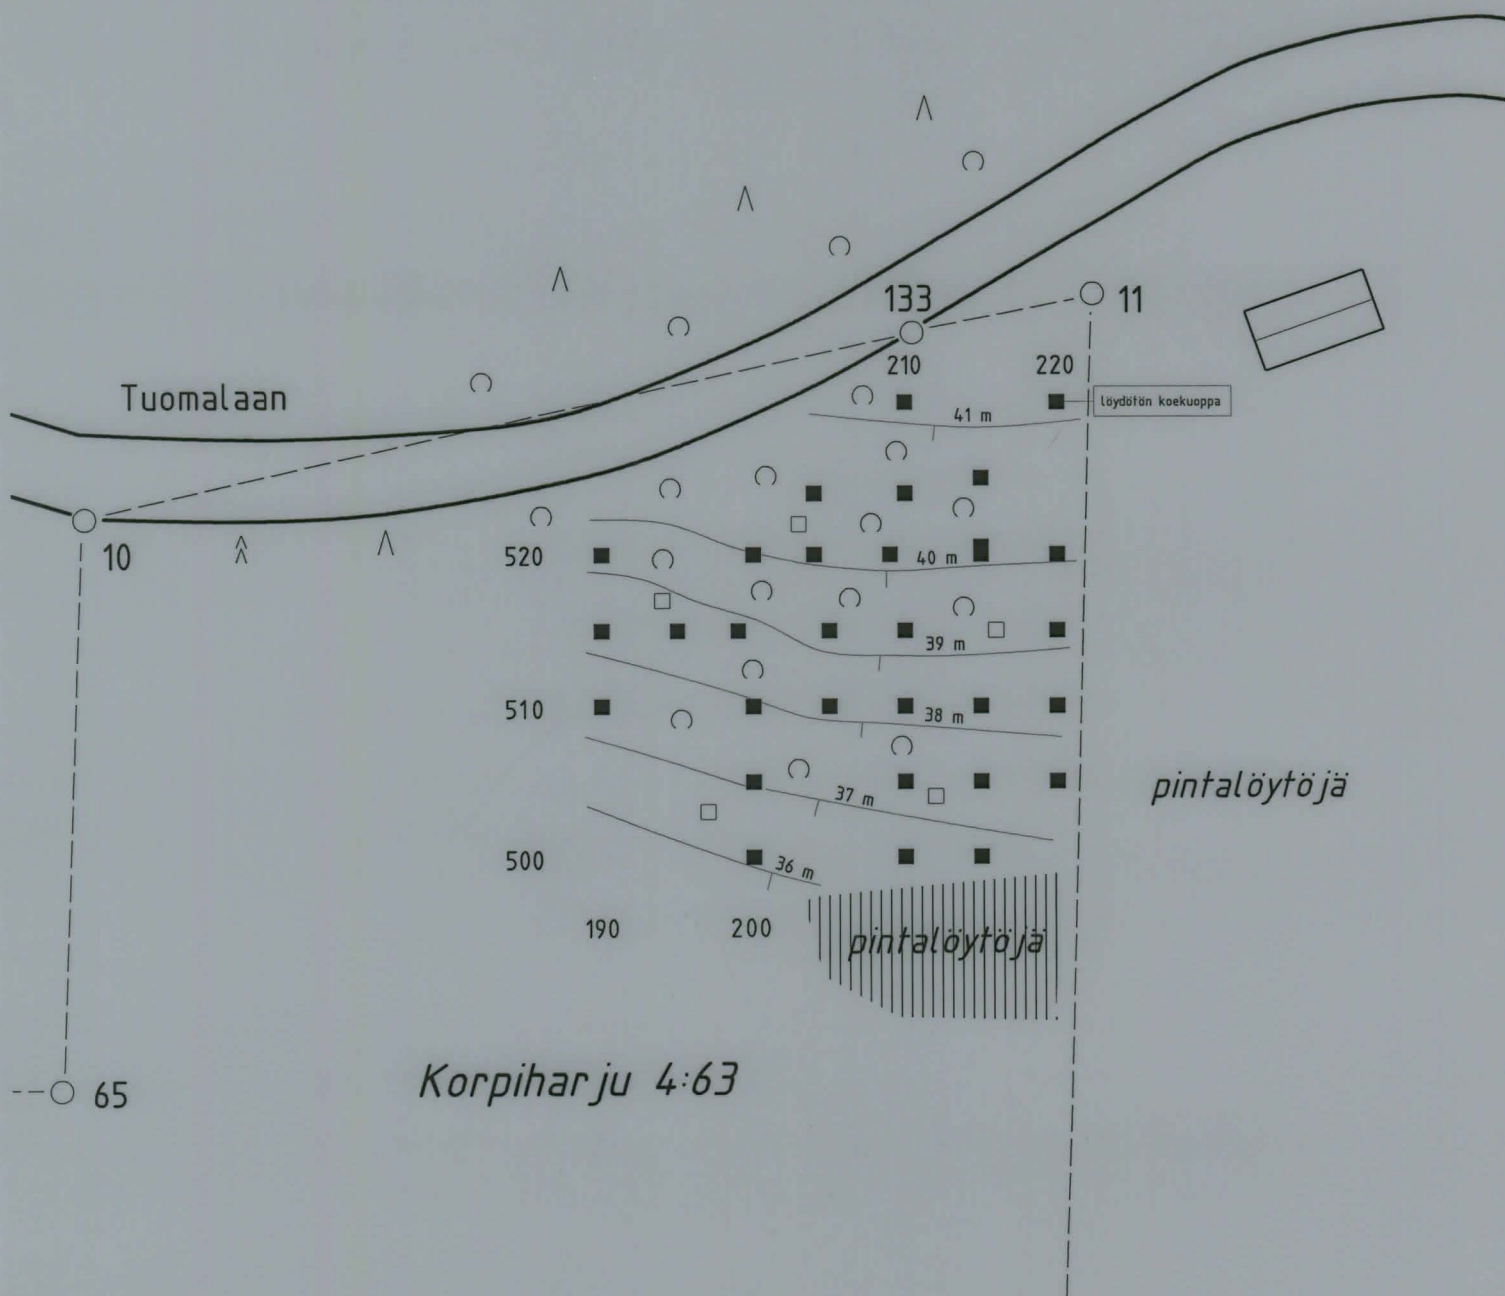 133
11
210
220
Tuomalaan
löydötön koekuoppa
41 m
10
520
40 m
39 m
510
38 m
pintalöytöjä
37 m
500
36 m
190
200
pintalöytöjä
Korpiharju 4:63
65